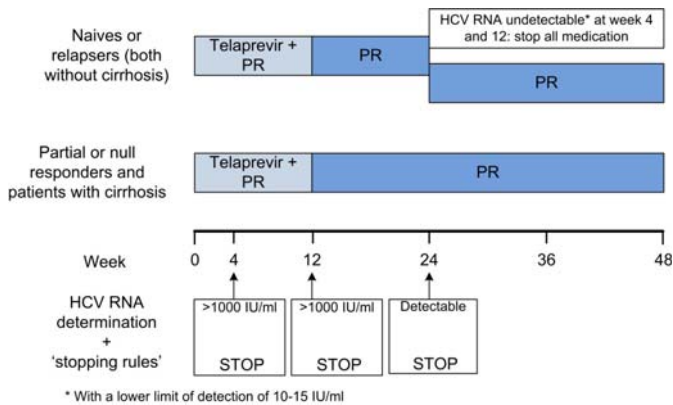 Naives or
relapsers (both
without cirrhosis)
Telaprevir +
PR
PR
HCV RNA undetectable* at week 4
and 12: stop all medication
PR
Partial or null
responders and
patients with cirrhosis
Telaprevir +
PR
PR
Week
0 4 12 24 36 48
HCV RNA
determination
+
‘stopping rules’
>1000 IU/ml
STOP
>1000 IU/ml
STOP
Detectable
STOP
* With a lower limit of detection of 10-15 IU/ml